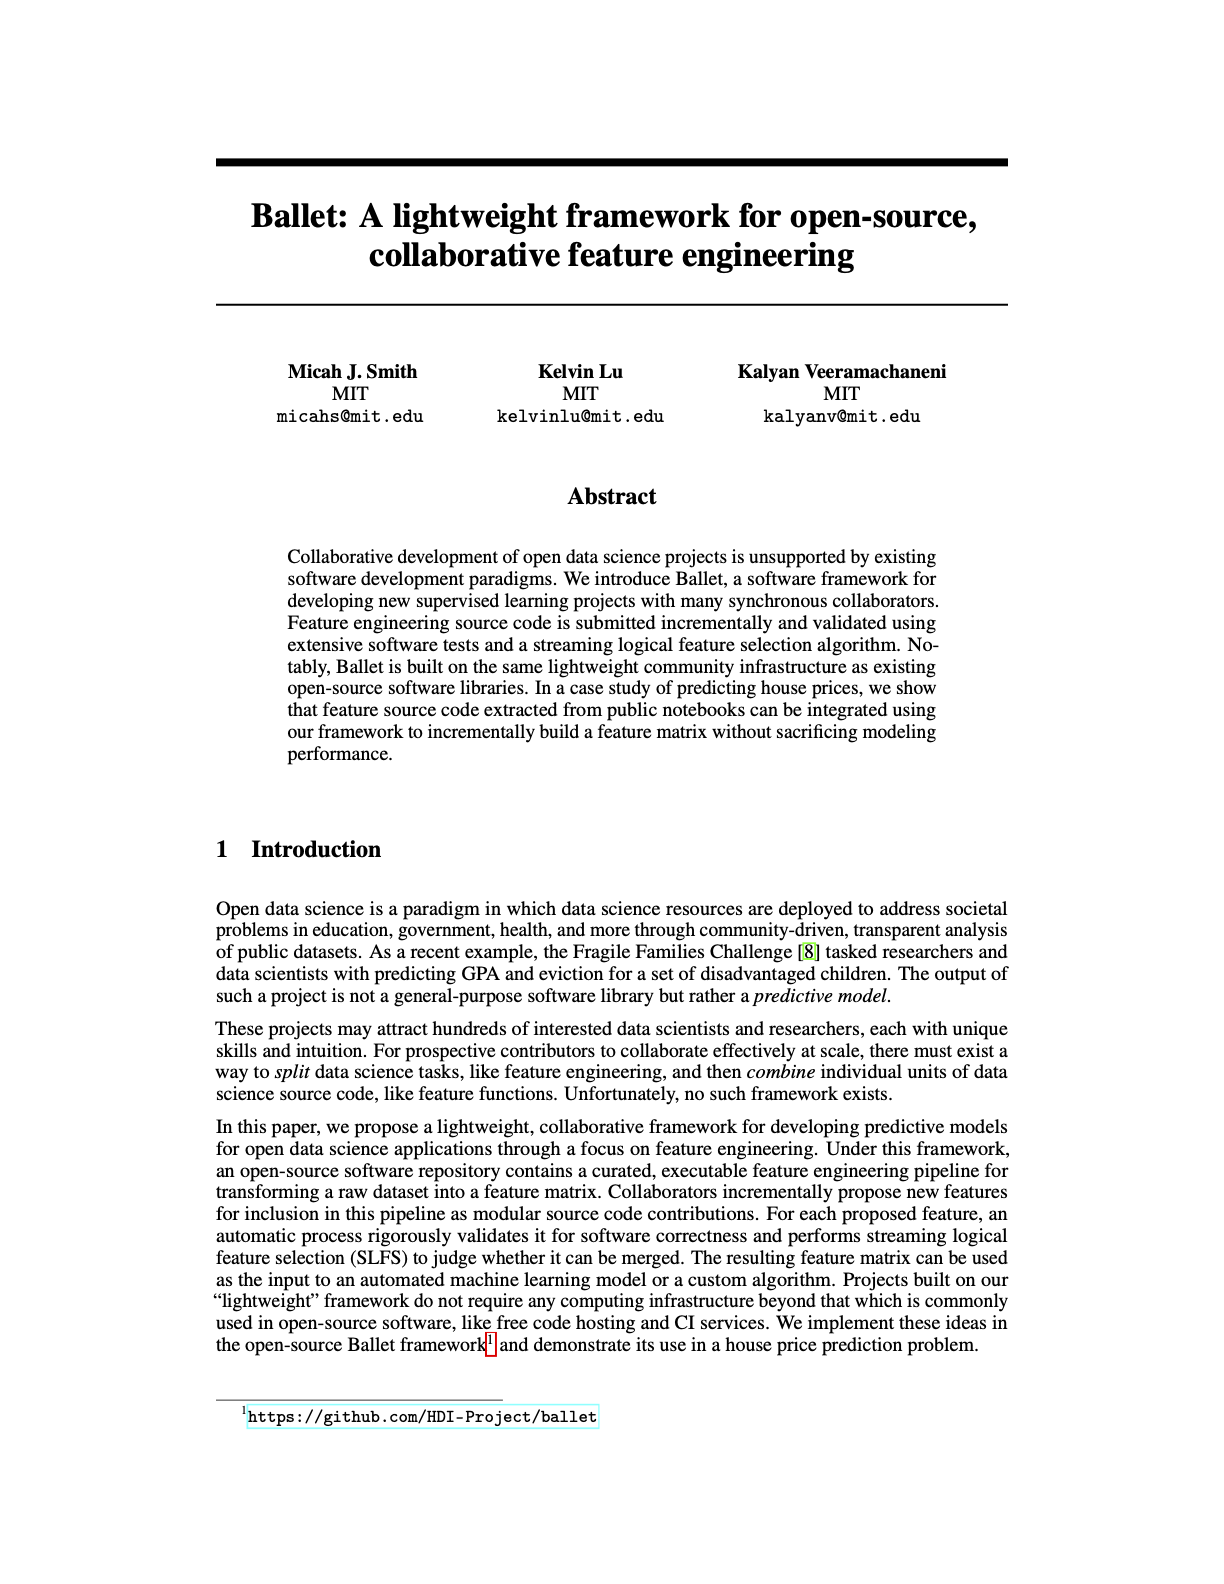 Ballet: A lightweight framework for open-source,
collaborative feature engineering
Micah J. Smith
MIT
micahs@mit.edu
Kelvin Lu
MIT
kelvinlu@mit.edu
Kalyan Veeramachaneni
MIT
kalyanv@mit.edu
Abstract
Collaborative development of open data science projects is unsupported by existing
software development paradigms. We introduce Ballet, a software framework for
developing new supervised learning projects with many synchronous collaborators.
Feature engineering source code is submitted incrementally and validated using
extensive software tests and a streaming logical feature selection algorithm. No-
tably, Ballet is built on the same lightweight community infrastructure as existing
open-source software libraries. In a case study of predicting house prices, we show
that feature source code extracted from public notebooks can be integrated using
our framework to incrementally build a feature matrix without sacrificing modeling
performance.
1 Introduction
Open data science is a paradigm in which data science resources are deployed to address societal
problems in education, government, health, and more through community-driven, transparent analysis
of public datasets. As a recent example, the Fragile Families Challenge [8] tasked researchers and
data scientists with predicting GPA and eviction for a set of disadvantaged children. The output of
such a project is not a general-purpose software library but rather a predictive model.
These projects may attract hundreds of interested data scientists and researchers, each with unique
skills and intuition. For prospective contributors to collaborate effectively at scale, there must exist a
way to split data science tasks, like feature engineering, and then combine individual units of data
science source code, like feature functions. Unfortunately, no such framework exists.
In this paper, we propose a lightweight, collaborative framework for developing predictive models
for open data science applications through a focus on feature engineering. Under this framework,
an open-source software repository contains a curated, executable feature engineering pipeline for
transforming a raw dataset into a feature matrix. Collaborators incrementally propose new features
for inclusion in this pipeline as modular source code contributions. For each proposed feature, an
automatic process rigorously validates it for software correctness and performs streaming logical
feature selection (SLFS) to judge whether it can be merged. The resulting feature matrix can be used
as the input to an automated machine learning model or a custom algorithm. Projects built on our
“lightweight” framework do not require any computing infrastructure beyond that which is commonly
used in open-source software, like free code hosting and CI services. We implement these ideas in
the open-source Ballet framework1 and demonstrate its use in a house price prediction problem.
1https://github.com/HDI-Project/ballet